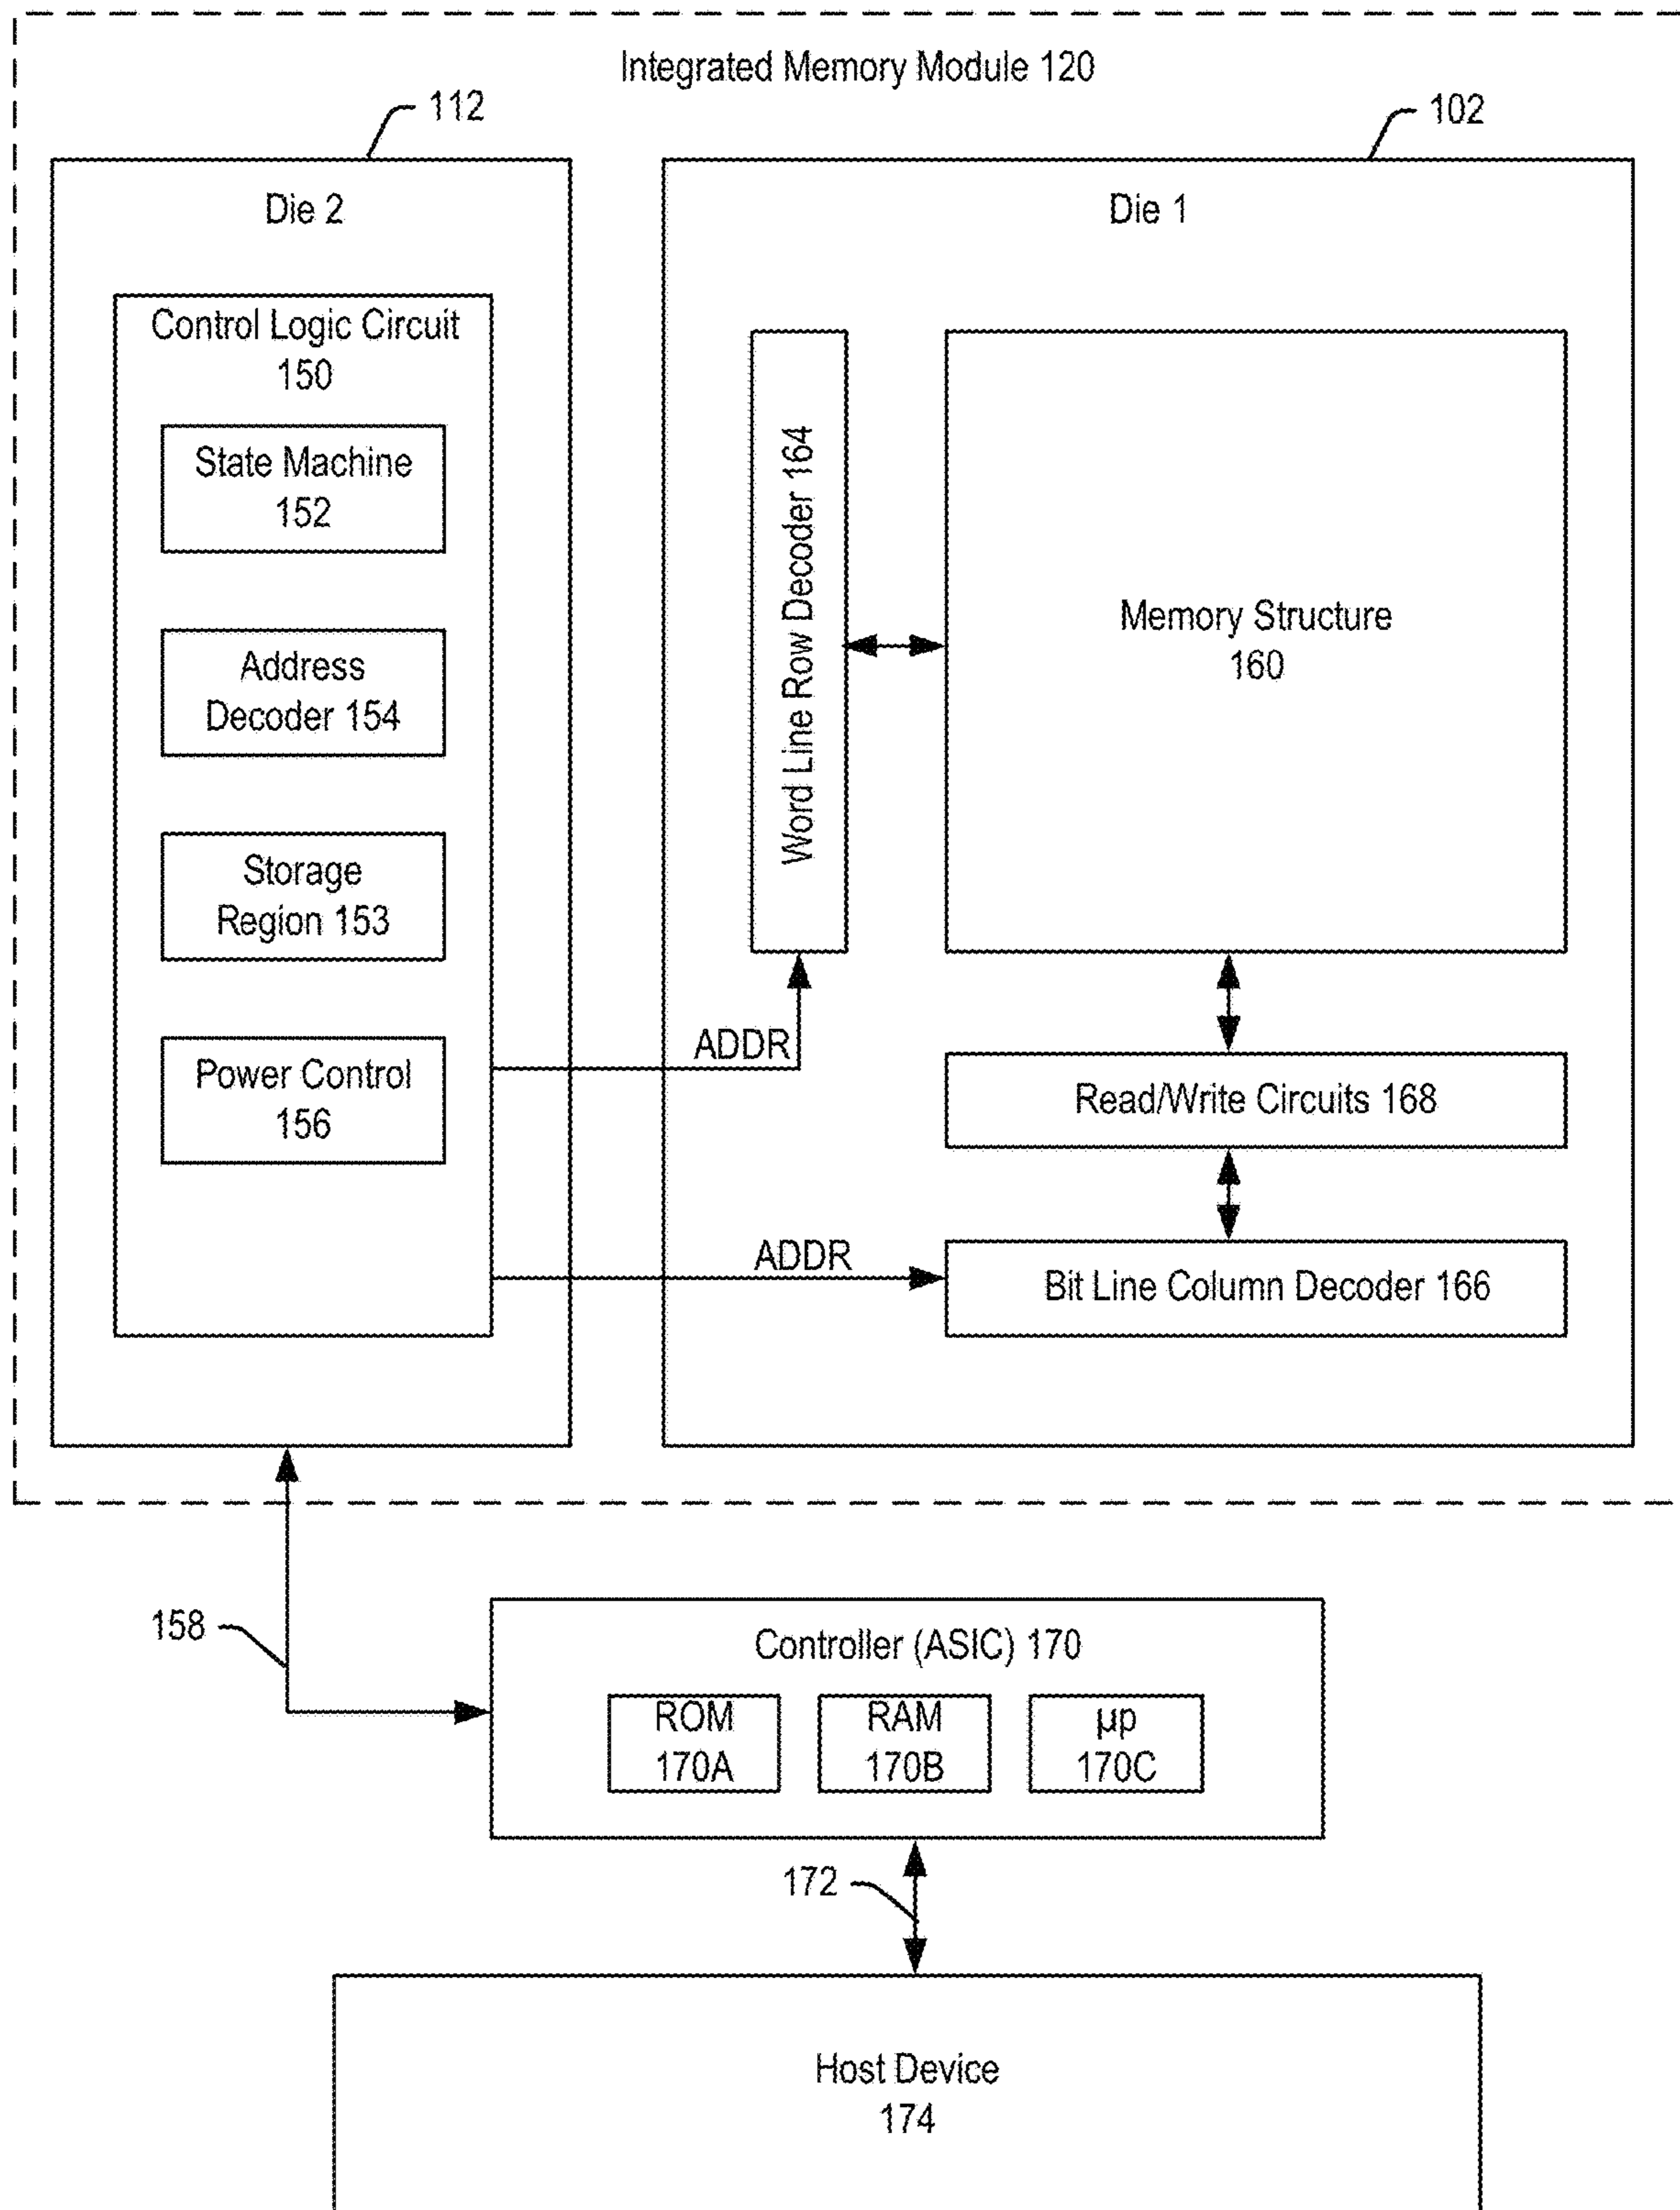 Integrated Memory Module 120
112
102
Die 2
Die 1
Control Logic Circuit
150
State Machine
152
Address
Decoder 154
Storage
Region 153
Power Control
156
Word Line Row Decoder 164
Memory Structure
160
ADDR
Read/Write Circuits 168
ADDR
Bit Line Column Decoder 166
158
Controller (ASIC) 170
ROM
170A
RAM
170B
µp
170C
172
Host Device
174